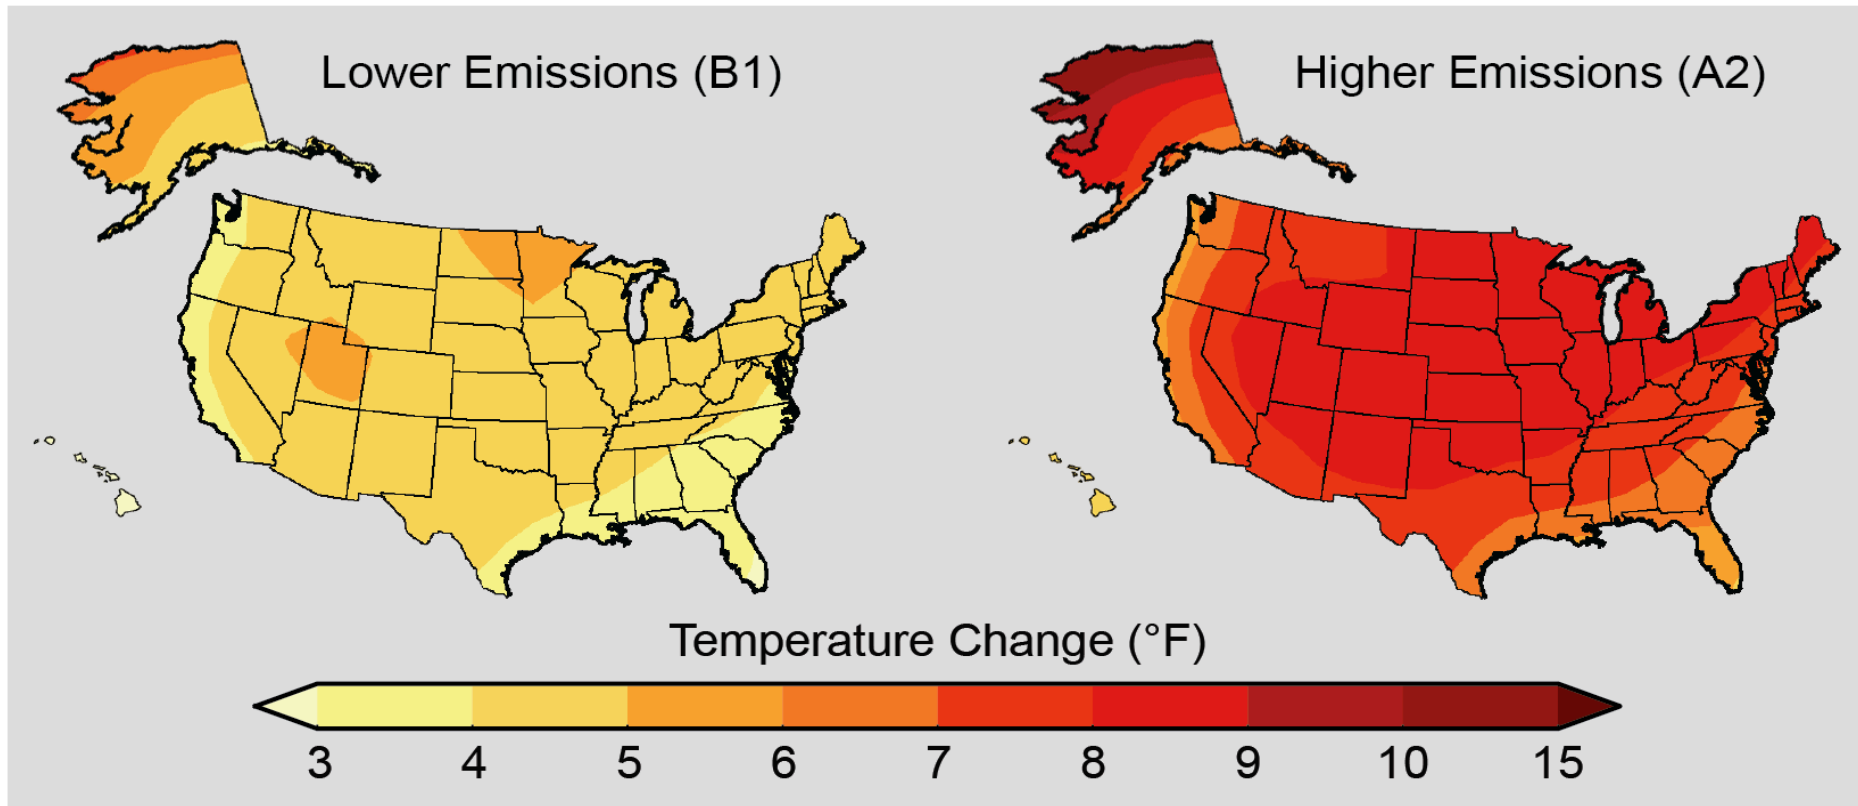 Lower Emissions (B1)
Higher Emissions (A2)
Temperature Change (°F)
3 4 5 6 7 8 9 10 15